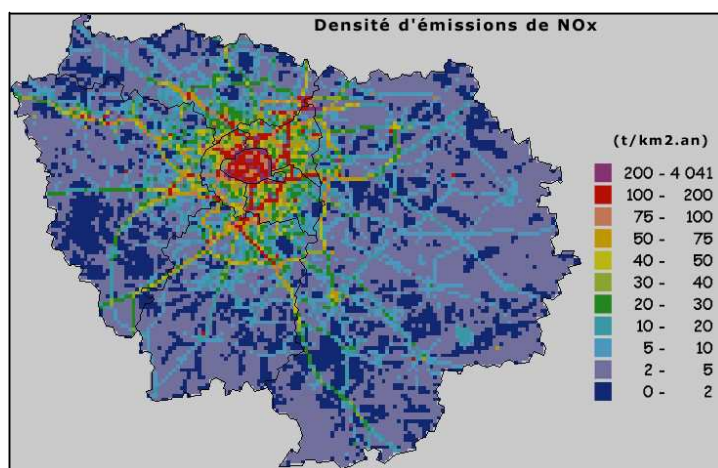 Densité d'émissions de NOx
(t/km2.an)
200 - 4 041
100 - 200
75 - 100
50 - 75
40 - 50
30 - 40
20 - 30
10 - 20
5 - 10
2 - 5
0 - 2